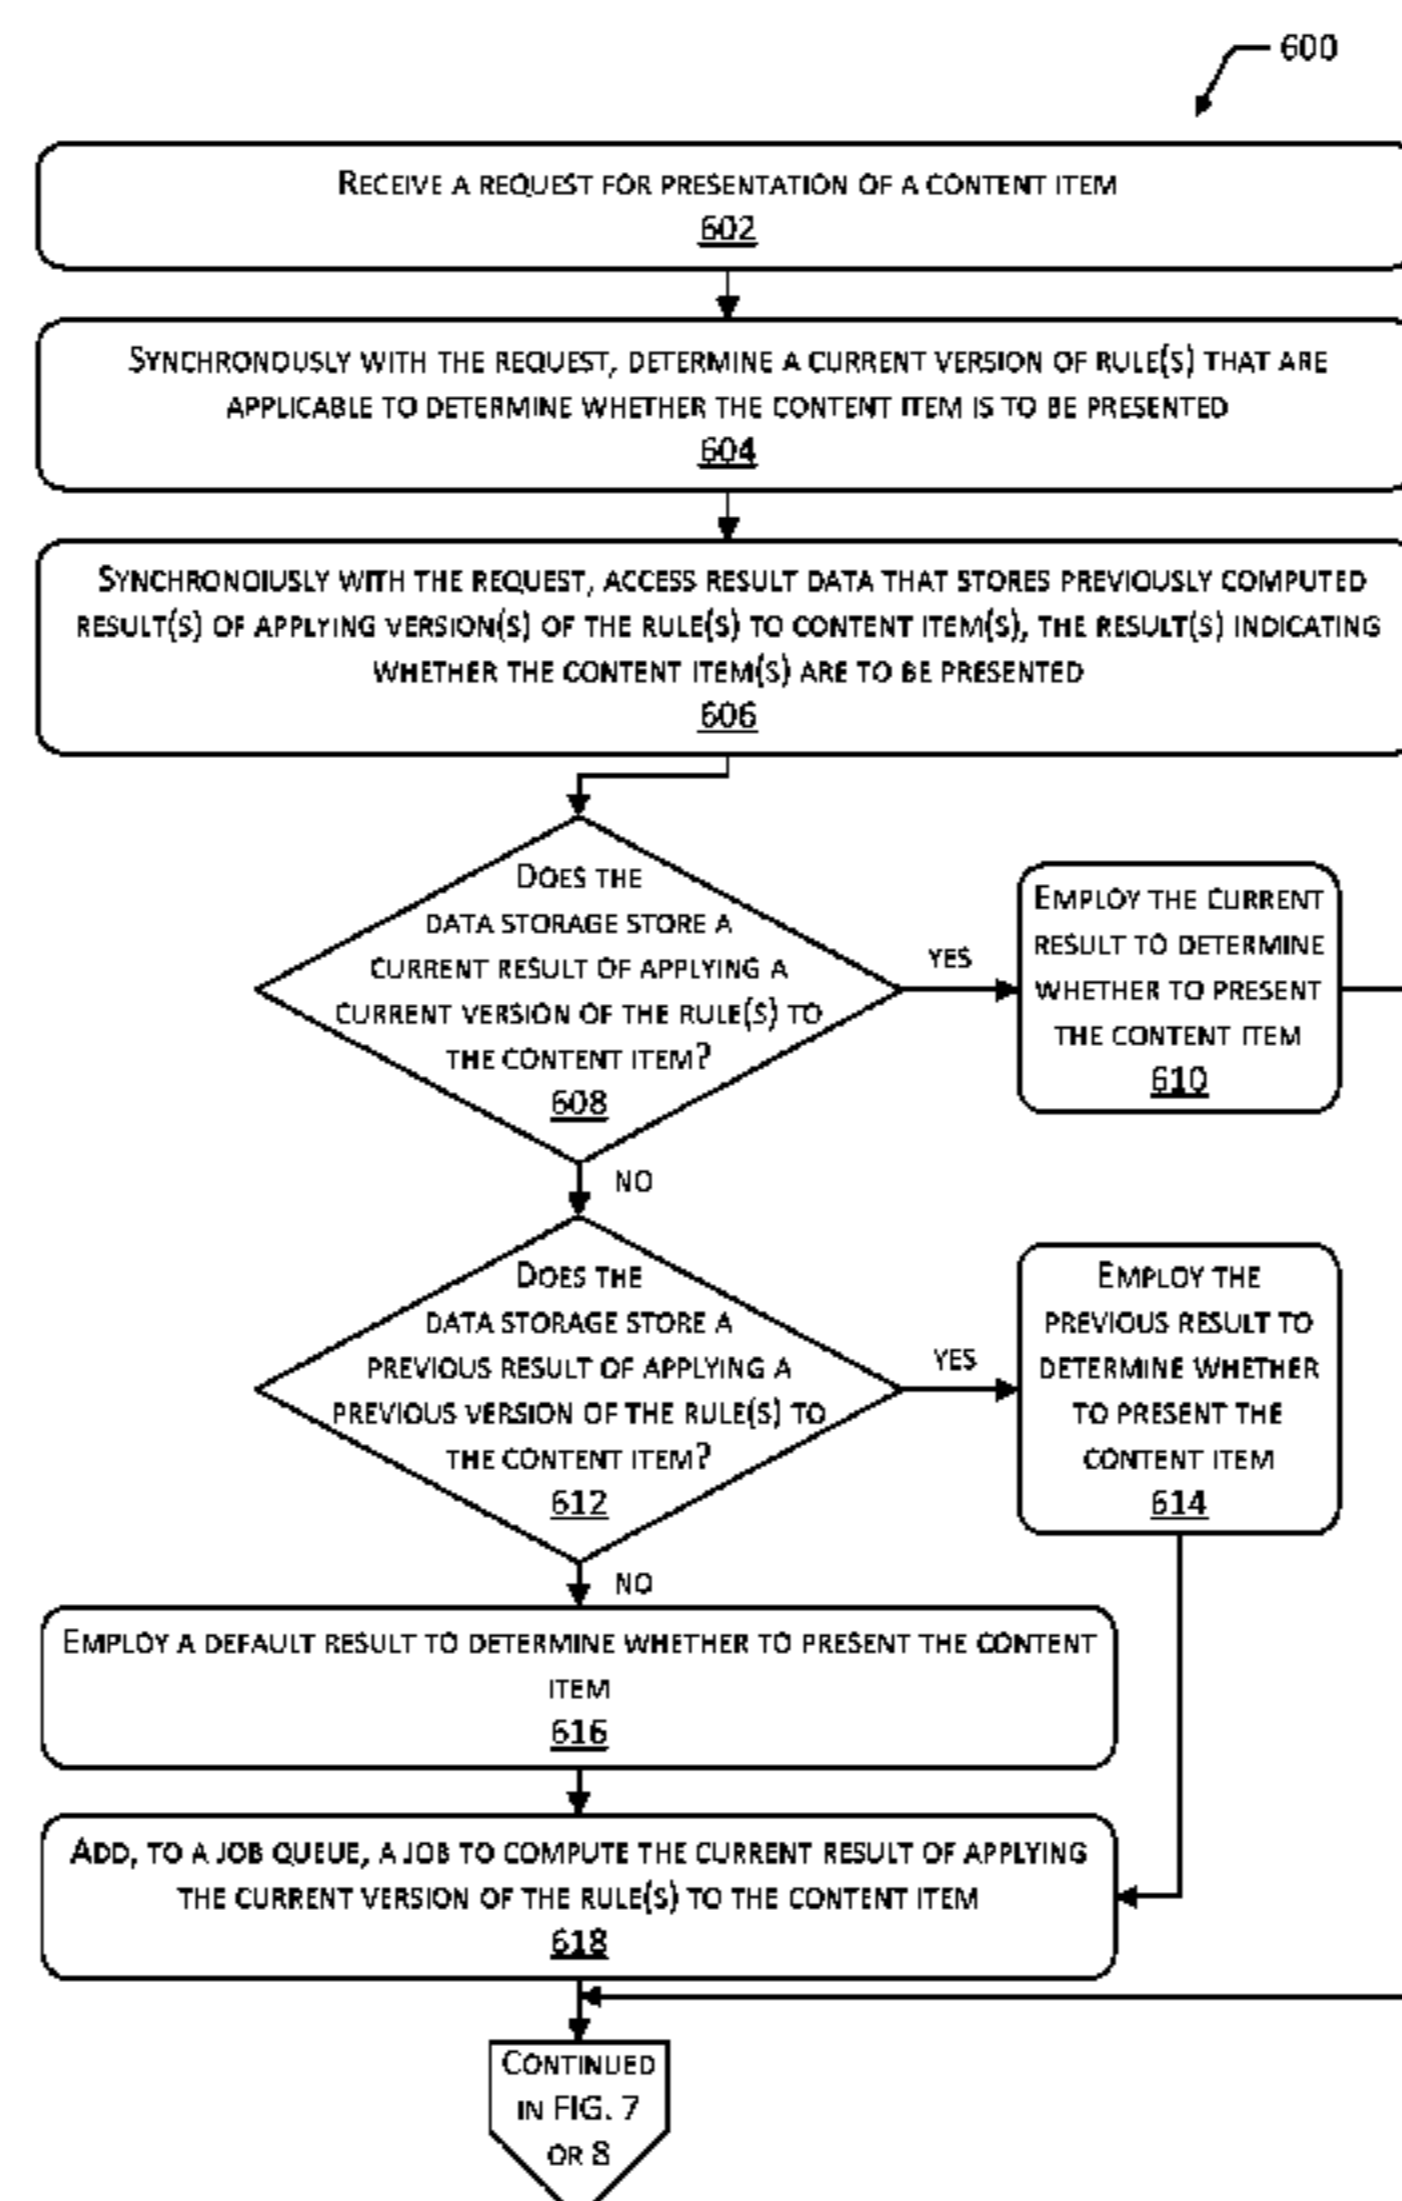 600
RECEIVE A REQUEST FOR PRESENTATION OF A CONTENT ITEM
602
SYNCHRONOUSLY WITH THE REQUEST, DETERMINE A CURRENT VERSION OF RULE(S) THAT ARE
APPLICABLE TO DETERMINE WHETHER THE CONTENT ITEM IS TO BE PRESENTED
604
SYNCHRONOIUSLY WITH THE REQUEST, ACCESS RESULT DATA THAT STORES PREVIOUSLY COMPUTED
RESULT(S) OF APPLYING VERSION(S) OF THE RULE(S) TO CONTENT ITEM(S), THE RESULT(S) INDICATING
WHETHER THE CONTENT ITEM(S) ARE TO BE PRESENTED
606
DOES THE
DATA STORAGE STORE A
CURRENT RESULT OF APPLYING A
CURRENT VERSION OF THE RULE(S) TO
THE CONTENT ITEM?
608
YES
EMPLOY THE CURRENT
RESULT TO DETERMINE
WHETHER TO PRESENT
THE CONTENT ITEM
610
NO
DOES THE
DATA STORAGE STORE A
PREVIOUS RESULT OF APPLYING A
PREVIOUS VERSION OF THE RULE(S) TO
THE CONTENT ITEM?
612
YES
EMPLOY THE
PREVIOUS RESULT TO
DETERMINE WHETHER
TO PRESENT THE
CONTENT ITEM
614
NO
EMPLOY A DEFAULT RESULT TO DETERMINE WHETHER TO PRESENT THE CONTENT
ITEM
616
ADD, TO A JOB QUEUE, A JOB TO COMPUTE THE CURRENT RESULT OF APPLYING
THE CURRENT VERSION OF THE RULE(S) TO THE CONTENT ITEM
618
CONTINUED
IN FIG. 7
OR 8